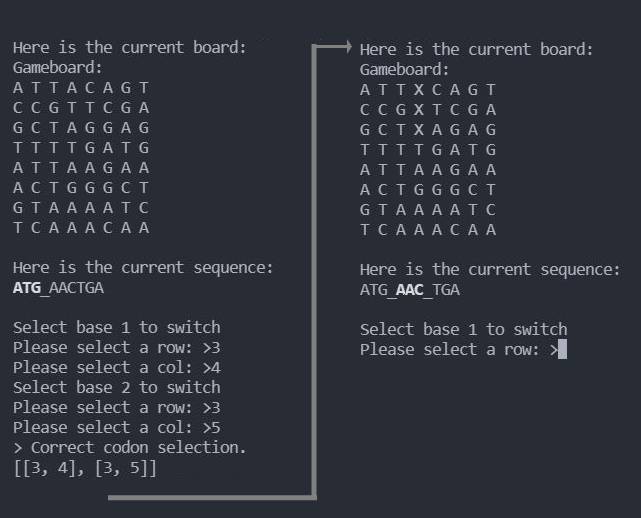 Here is the current board:
Gameboard:
A T T A C A G T
C C G T T C G A
G C T A G G A G
T T T T G A T G
A T T A A G A A
A C T G G G C T
G T A A A A T C
T C A A A C A A
Here is the current sequence:
ATG_AACTGA
Select base 1 to switch
Please select a row: >3
Please select a col: >4
Select base 2 to switch
Please select a row: >3
Please select a col: >5
> Correct codon selection.
[[3, 4], [3, 5]]
Here is the current board:
Gameboard:
A T T X C A G T
C C G X T C G A
G C T X A G A G
T T T T G A T G
A T T A A G A A
A C T G G G C T
G T A A A A T C
T C A A A C A A
Here is the current sequence:
ATG_AAC_TGA
Select base 1 to switch
Please select a row: >